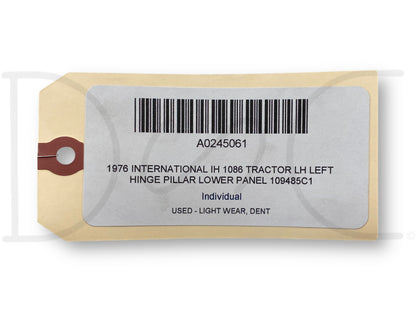 A0245061
1976 INTERNATIONAL IH 1086 TRACTOR LH LEFT
HINGE PILLAR LOWER PANEL 109485C1
Individual
USED - LIGHT WEAR, DENT